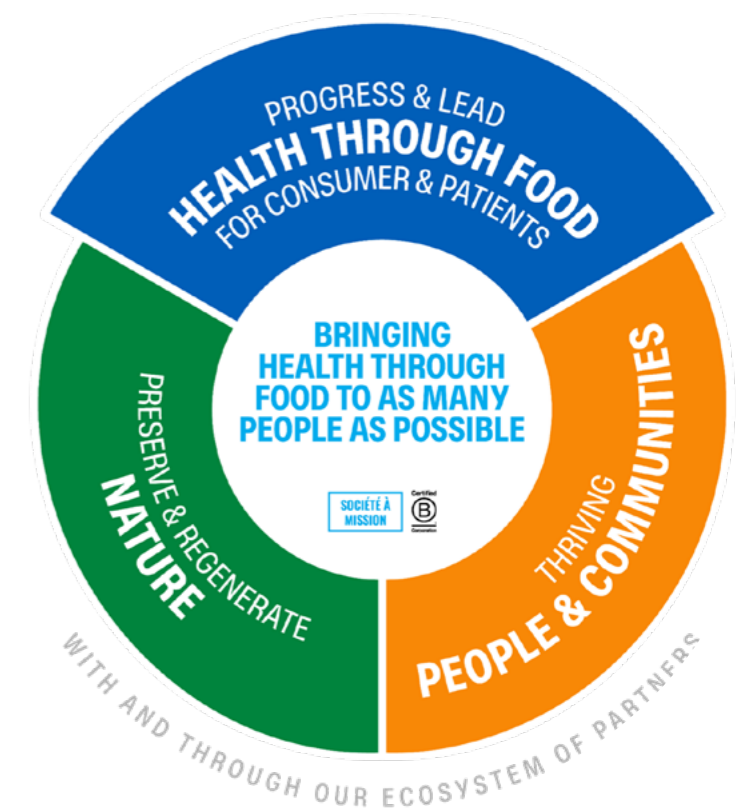 PROGRESS & LEAD
HEALTH THROUGH FOOD
FOR CONSUMER & PATIENTS
BRINGING
HEALTH THROUGH
FOOD TO AS MANY
PEOPLE AS POSSIBLE
SOCIÉTÉ À
MISSION
Certified
B
Corporation
PRESERVE & REGENERATE
NATURE
THRIVING
PEOPLE & COMMUNITIES
WITH AND THROUGH OUR ECOSYSTEM OF PARTNERS